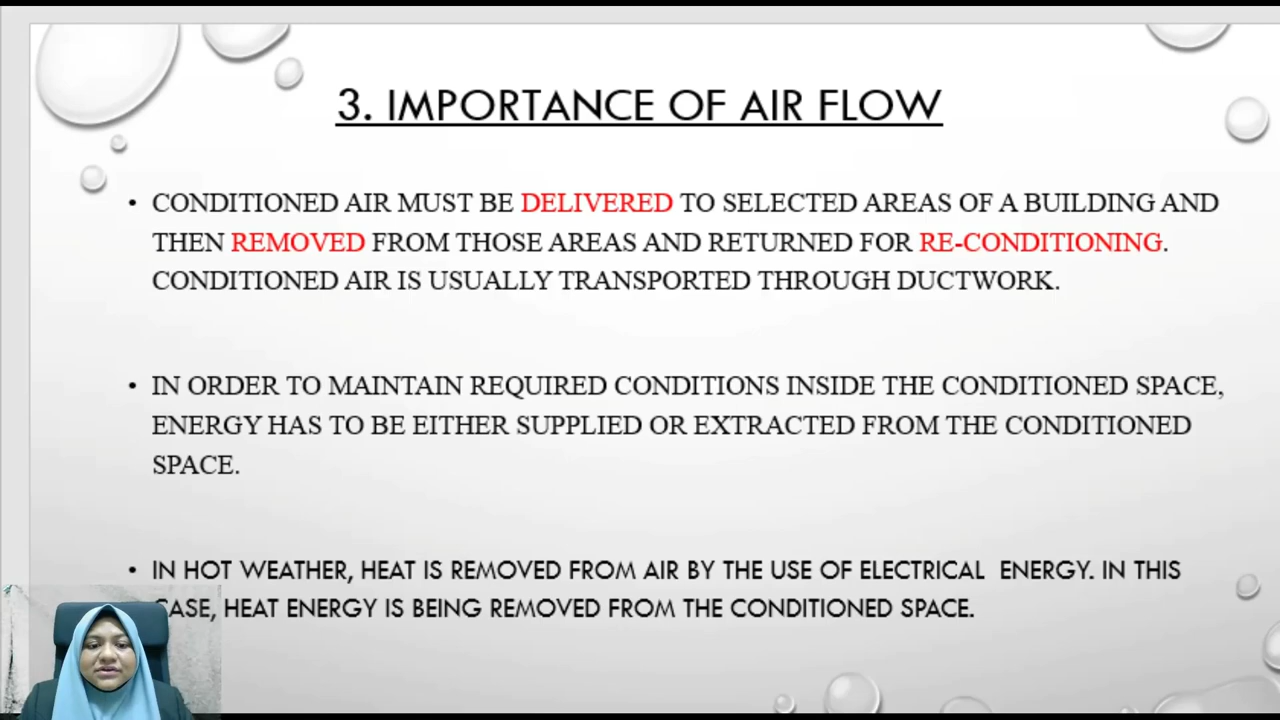 3. IMPORTANCE OF AIR FLOW
• CONDITIONED AIR MUST BE DELIVERED TO SELECTED AREAS OF A BUILDING AND
THEN REMOVED FROM THOSE AREAS AND RETURNED FOR RE-CONDITIONING.
CONDITIONED AIR IS USUALLY TRANSPORTED THROUGH DUCTWORK.
• IN ORDER TO MAINTAIN REQUIRED CONDITIONS INSIDE THE CONDITIONED SPACE,
ENERGY HAS TO BE EITHER SUPPLIED OR EXTRACTED FROM THE CONDITIONED
SPACE.
• IN HOT WEATHER, HEAT IS REMOVED FROM AIR BY THE USE OF ELECTRICAL ENERGY. IN THIS
CASE, HEAT ENERGY IS BEING REMOVED FROM THE CONDITIONED SPACE.